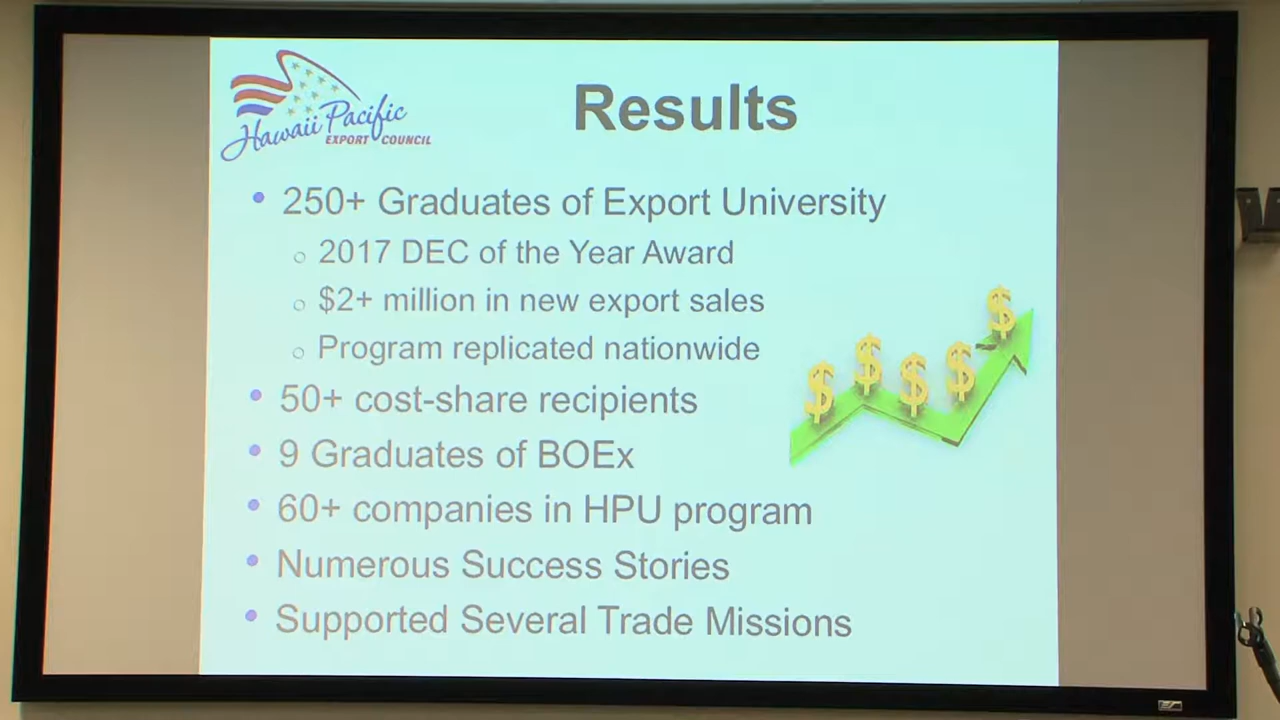 Hawaii Pacific
EXPORT COUNCIL
Results
• 250+ Graduates of Export University
○ 2017 DEC of the Year Award
○ $2+ million in new export sales
○ Program replicated nationwide
• 50+ cost-share recipients
• 9 Graduates of BOEx
• 60+ companies in HPU program
• Numerous Success Stories
• Supported Several Trade Missions
$ $ $ $ $